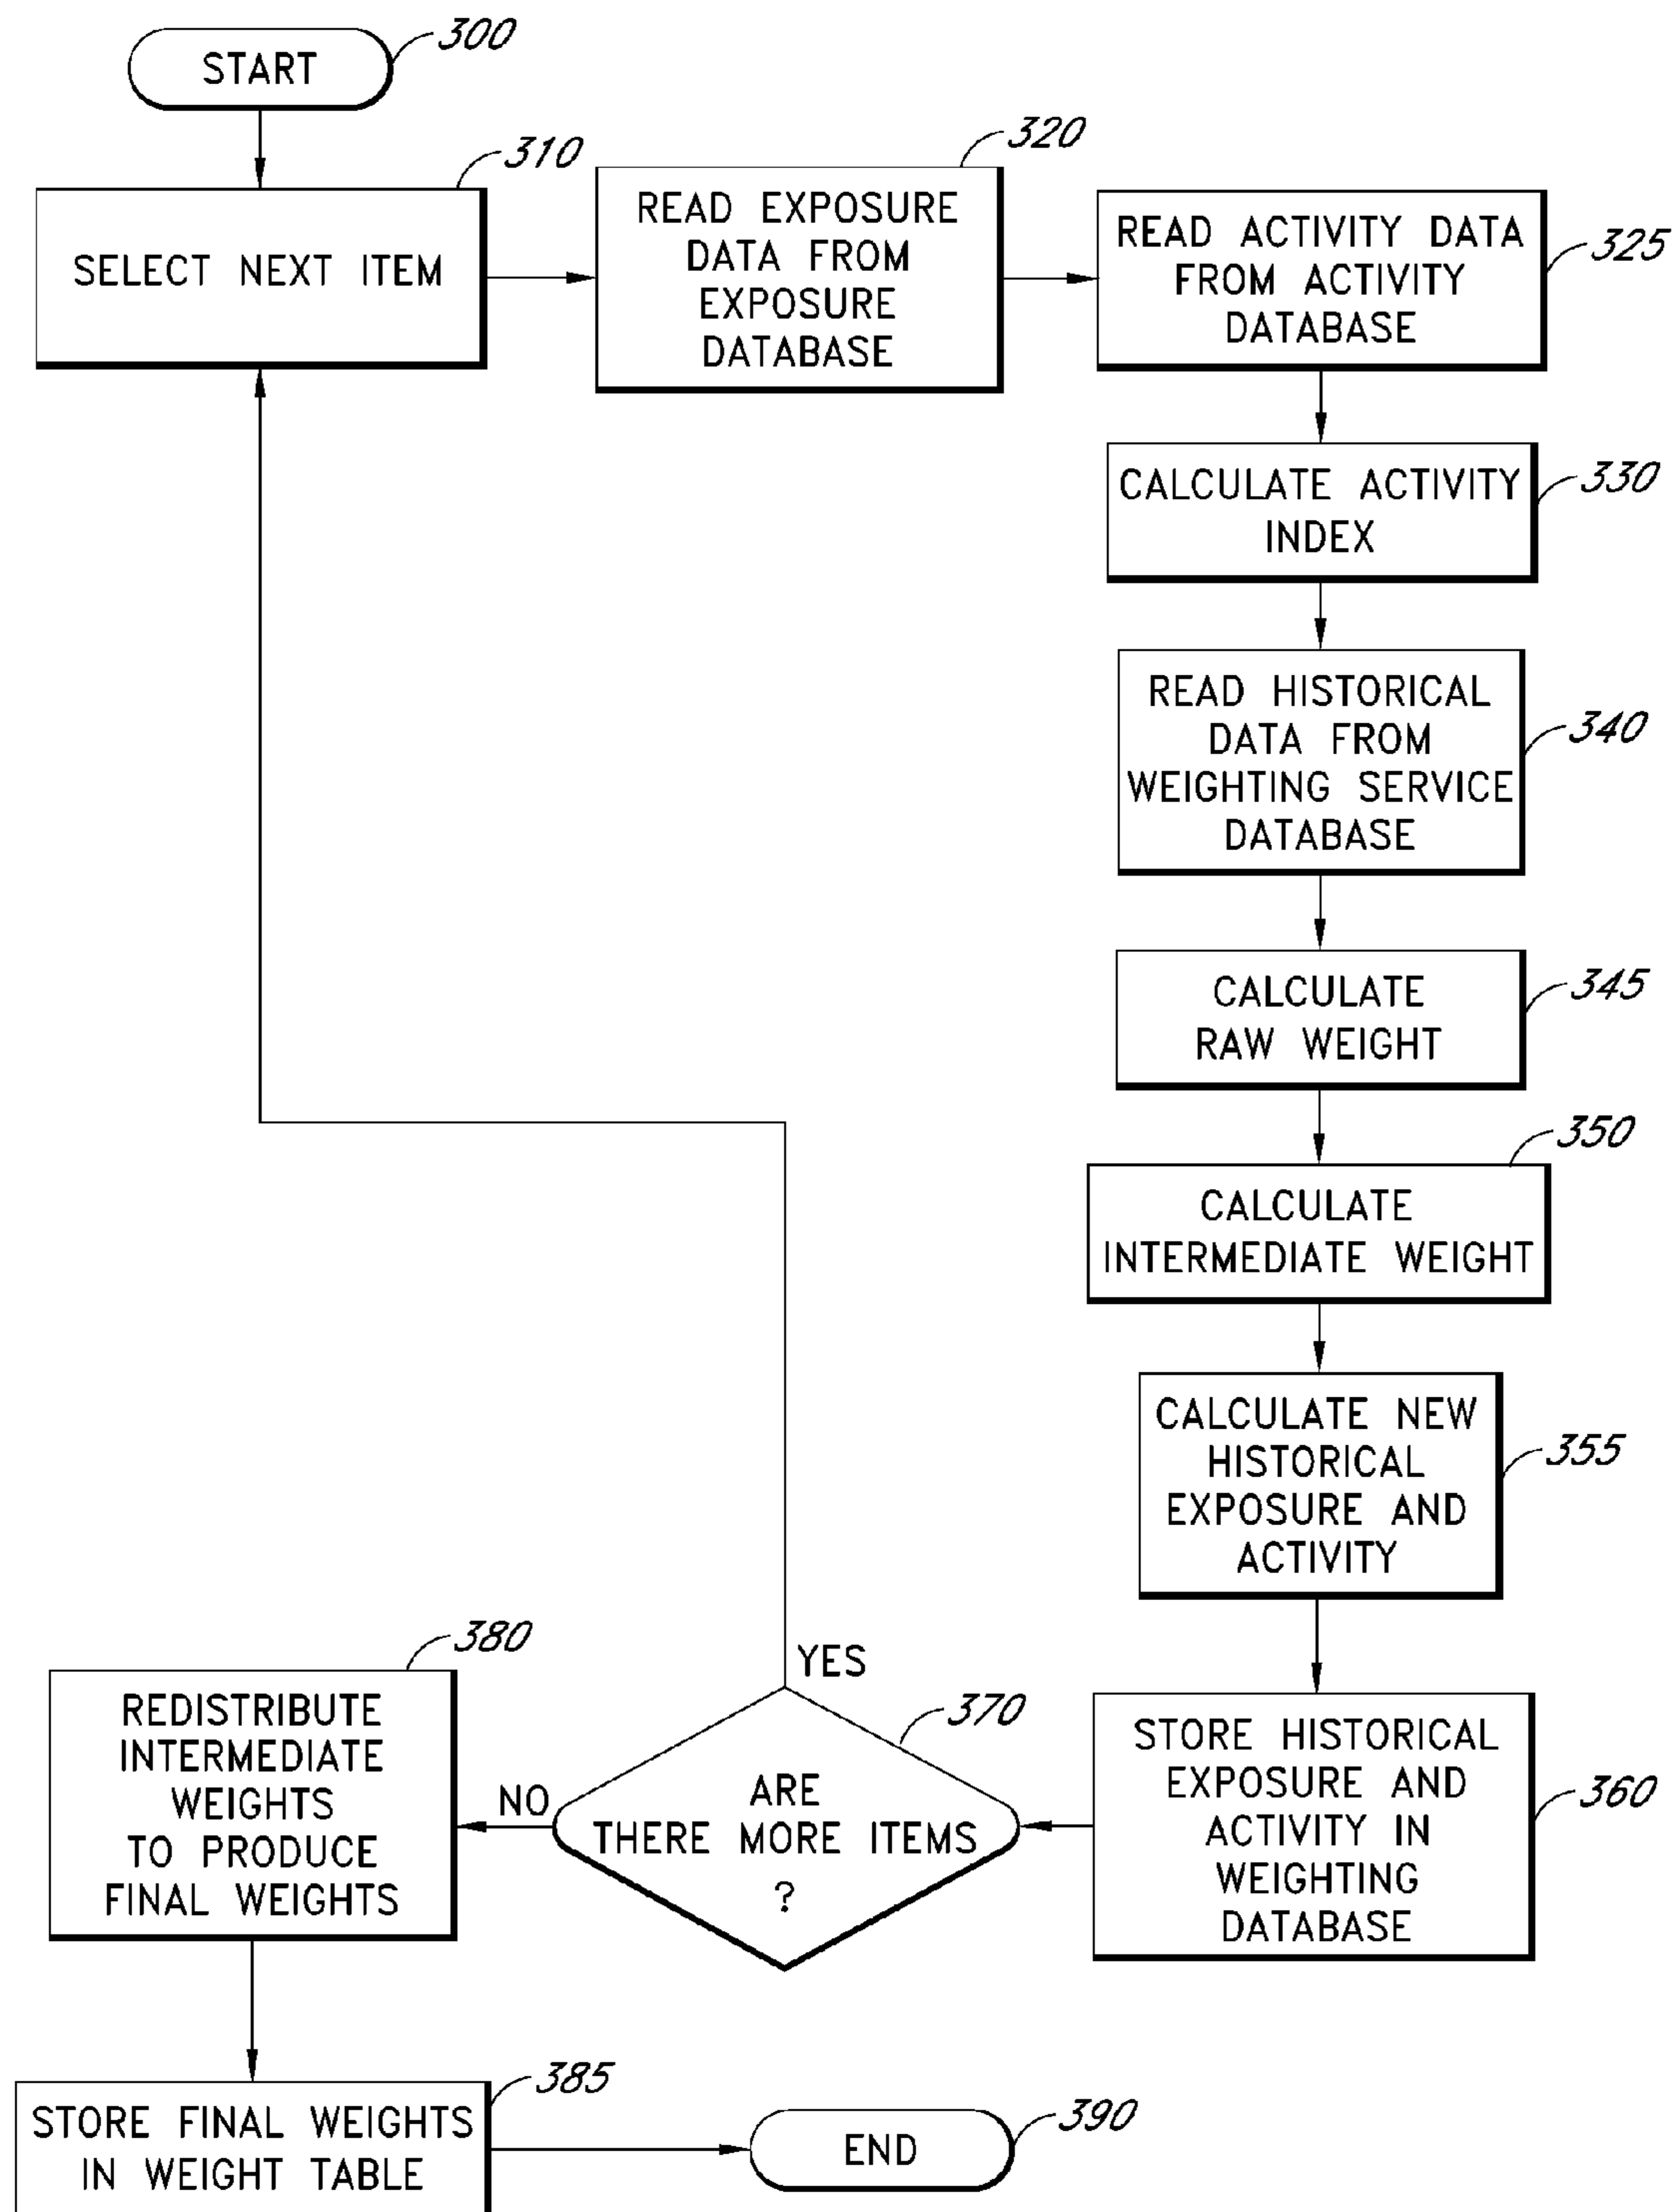 START
300
310
SELECT NEXT ITEM
320
READ EXPOSURE
DATA FROM
EXPOSURE
DATABASE
READ ACTIVITY DATA
FROM ACTIVITY
DATABASE
325
CALCULATE ACTIVITY
INDEX
330
READ HISTORICAL
DATA FROM
WEIGHTING SERVICE
DATABASE
340
CALCULATE
RAW WEIGHT
345
350
CALCULATE
INTERMEDIATE WEIGHT
CALCULATE NEW
HISTORICAL
EXPOSURE AND
ACTIVITY
355
STORE HISTORICAL
EXPOSURE AND
ACTIVITY IN
WEIGHTING
DATABASE
360
YES
370
ARE
THERE MORE ITEMS
?
NO
380
REDISTRIBUTE
INTERMEDIATE
WEIGHTS
TO PRODUCE
FINAL WEIGHTS
385
STORE FINAL WEIGHTS
IN WEIGHT TABLE
END
390